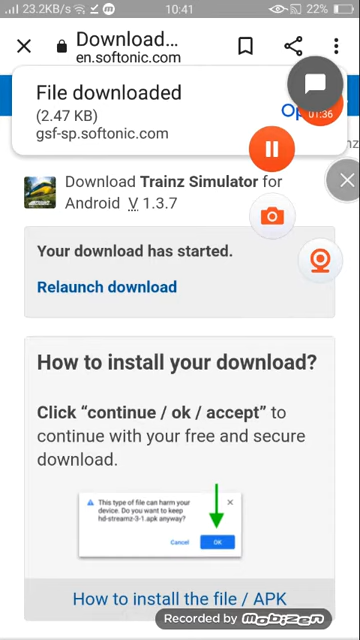 23.2KB/s
10:41
22%
Download...
en.softonic.com
File downloaded
(2.47 KB)
gsf-sp.softonic.com
01:36
Download Trainz Simulator for
Android V 1.3.7
Your download has started.
Relaunch download
How to install your download?
Click “continue / ok / accept” to
continue with your free and secure
download.
This type of file can harm your
device. Do you want to keep
hd-streamz-3-1.apk anyway?
Cancel
OK
How to install the file / APK
Recorded by mobizen